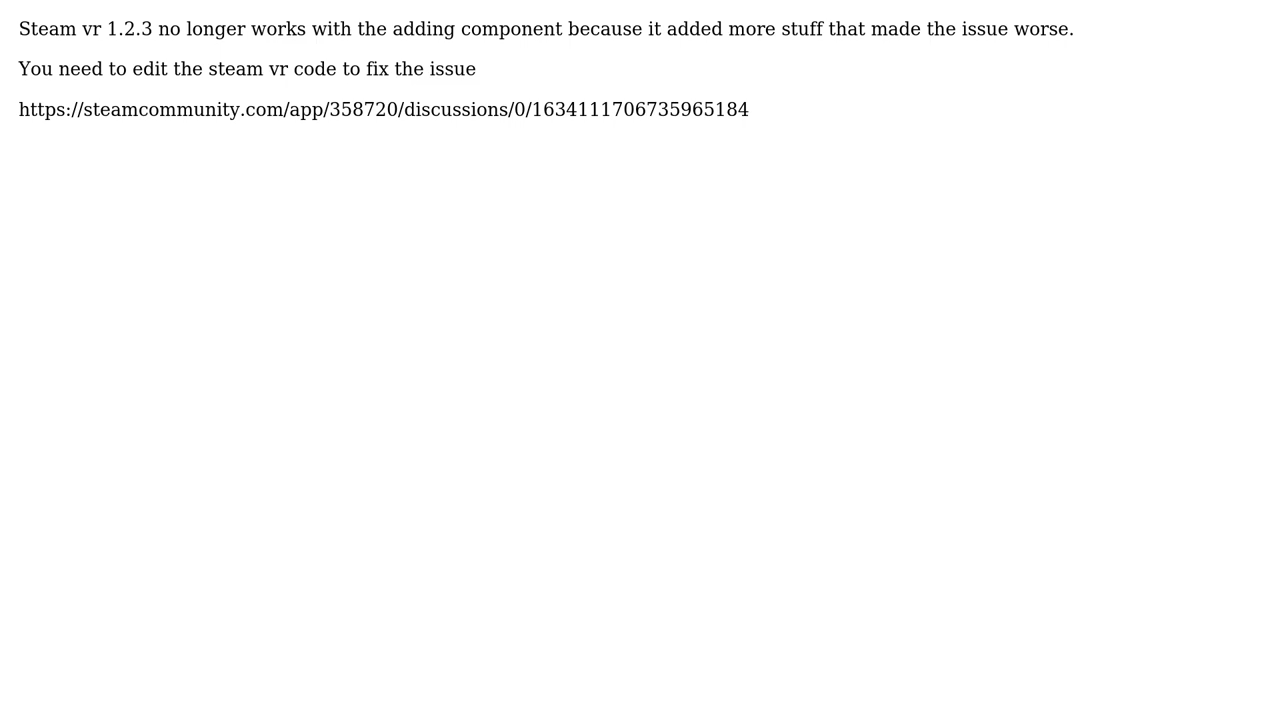 Steam vr 1.2.3 no longer works with the adding component because it added more stuff that made the issue worse.
You need to edit the steam vr code to fix the issue
https://steamcommunity.com/app/358720/discussions/0/1634111706735965184